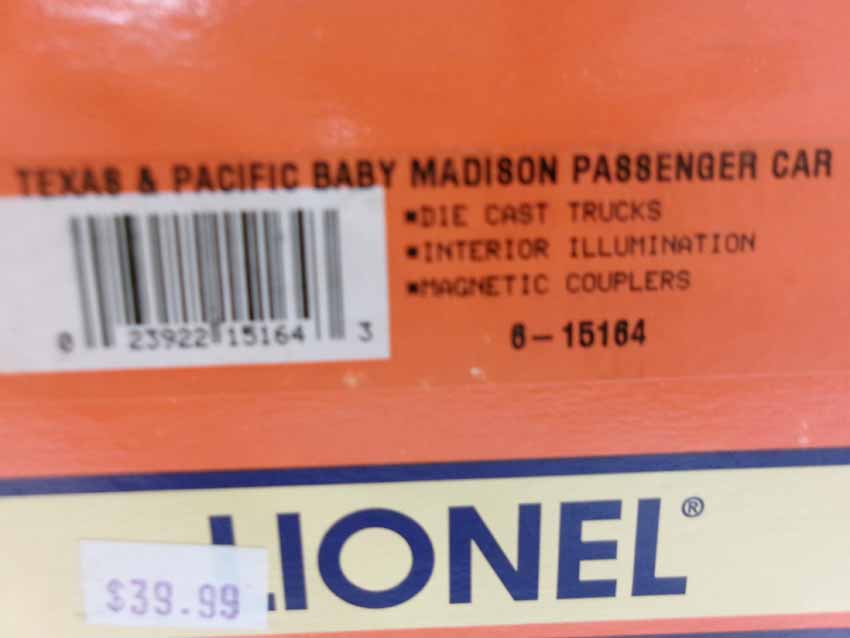 TEXAS & PACIFIC BABY MADISON PASSENGER CAR
▪DIE CAST TRUCKS
▪INTERIOR ILLUMINATION
▪MAGNETIC COUPLERS
0 23922 15164 3
6-15164
LIONEL®
$39.99